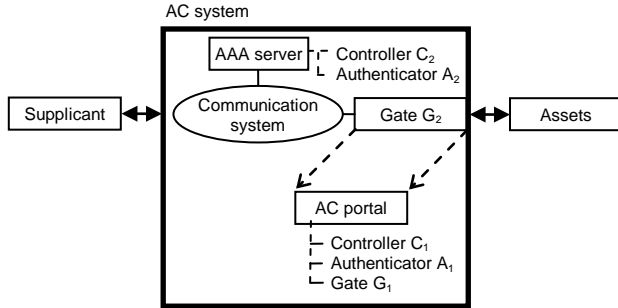 AC system
AAA server
Controller C2
Authenticator A2
Supplicant
Communication
system
Gate G2
Assets
AC portal
Controller C1
Authenticator A1
Gate G1